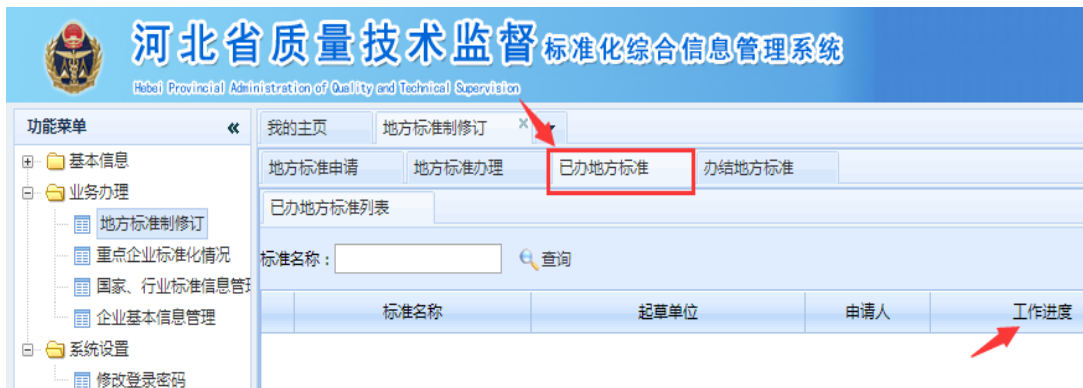 河北省质量技术监督标准化综合信息管理系统
Hebei Provincial Administration of Quality and Technical Supervision
功能菜单
我的主页 地方标准制修订
基本信息
地方标准申请 地方标准办理 已办地方标准 办结地方标准
业务办理
地方标准制修订
已办地方标准列表
重点企业标准化情况
标准名称： 查询
国家、行业标准信息管
企业基本信息管理
标准名称 起草单位 申请人 工作进度
系统设置
修改登录密码